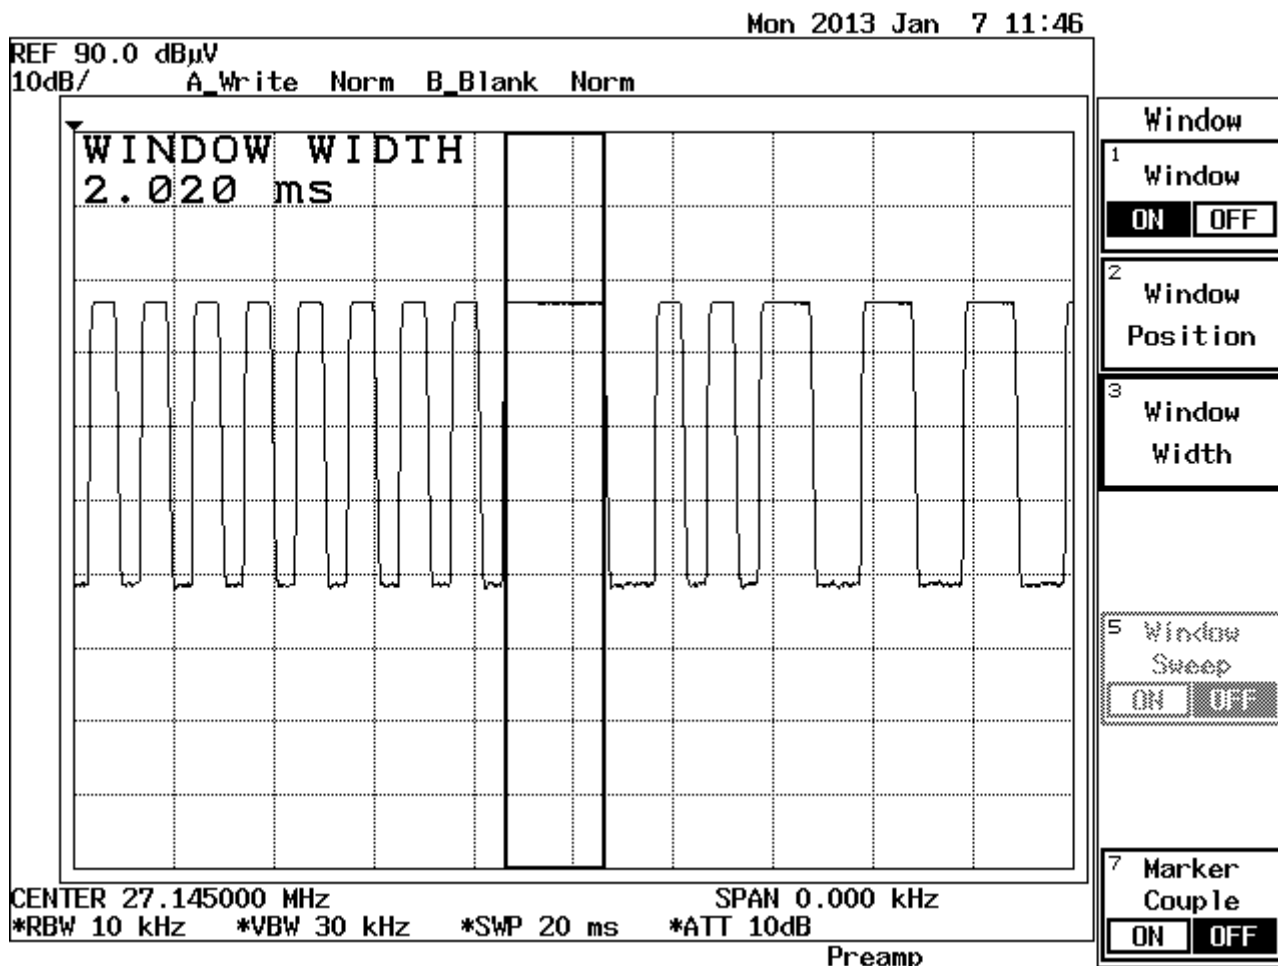 Mon 2013 Jan 7 11:46
REF 90.0 dBµV
10dB/ A_Write Norm B_Blank Norm
WINDOW WIDTH
2.020 ms
CENTER 27.145000 MHz SPAN 0.000 kHz
*RBW 10 kHz *VBW 30 kHz *SWP 20 ms *ATT 10dB
Preamp
Window
1
Window
ON OFF
2
Window
Position
3
Window
Width
5 Window
Sweep
ON OFF
7 Marker
Couple
ON OFF